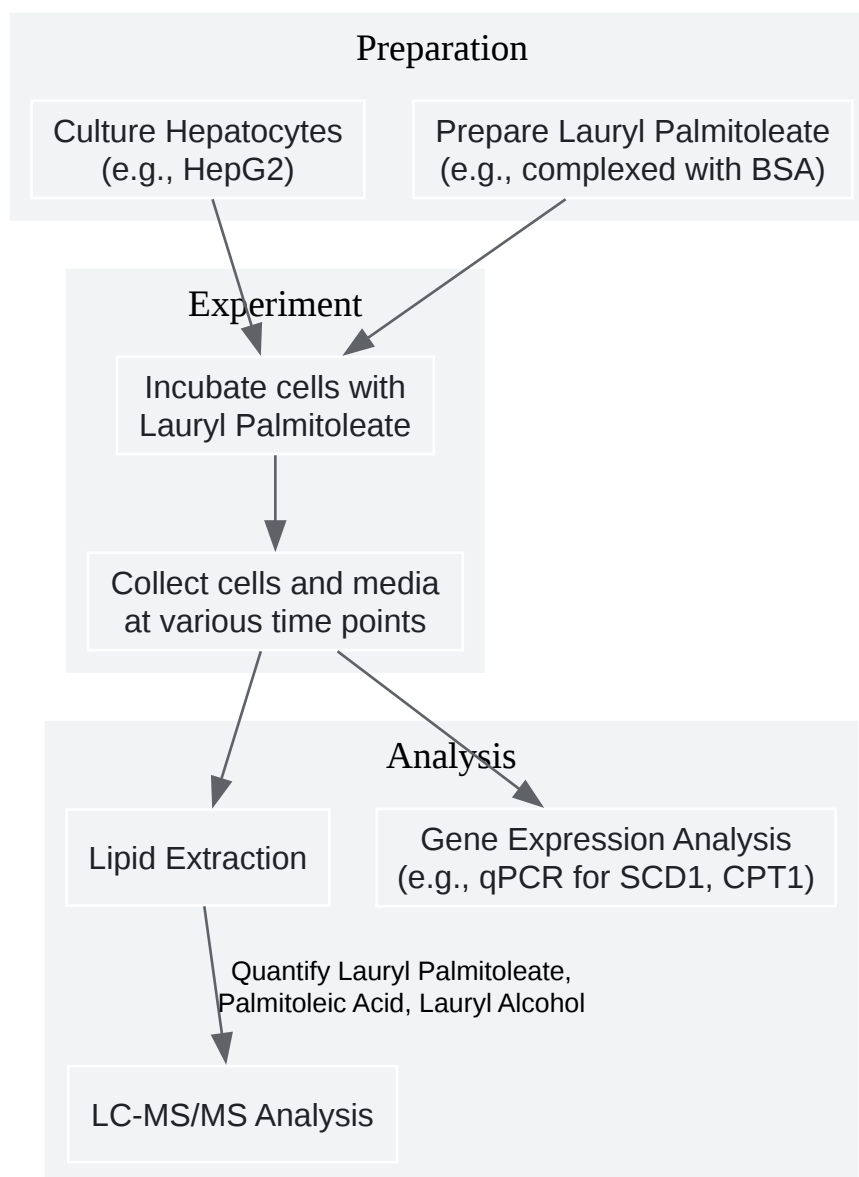 Preparation
Culture Hepatocytes
(e.g., HepG2)
Prepare Lauryl Palmitoleate
(e.g., complexed with BSA)
Experiment
Incubate cells with
Lauryl Palmitoleate
Collect cells and media
at various time points
Analysis
Lipid Extraction
Gene Expression Analysis
(e.g., qPCR for SCD1, CPT1)
Quantify Lauryl Palmitoleate,
Palmitoleic Acid, Lauryl Alcohol
LC-MS/MS Analysis